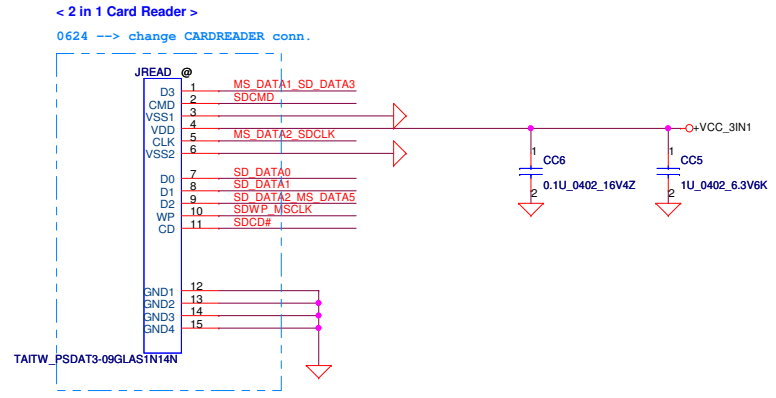 < 2 in 1 Card Reader >
0624 --> change CARDREADER conn.
JREAD @
D3 1 MS_DATA1_SD_DATA3
CMD 2 SDCMD
VSS1 3
VDD 4 +VCC_3IN1
CLK 5 MS_DATA2_SDCLK
VSS2 6
1 CC6 1 CC5
D0 7 SD_DATA0
D1 8 SD_DATA1
0.1U_0402_16V4Z 1U_0402_6.3V6K
2 2
D2 9 SD_DATA2_MS_DATA5
WP 10 SDWP_MSCLK
CD 11 SDCD#
GND1 12
GND2 13
GND3 14
GND4 15
TAITW_PSDAT3-09GLAS1N14N